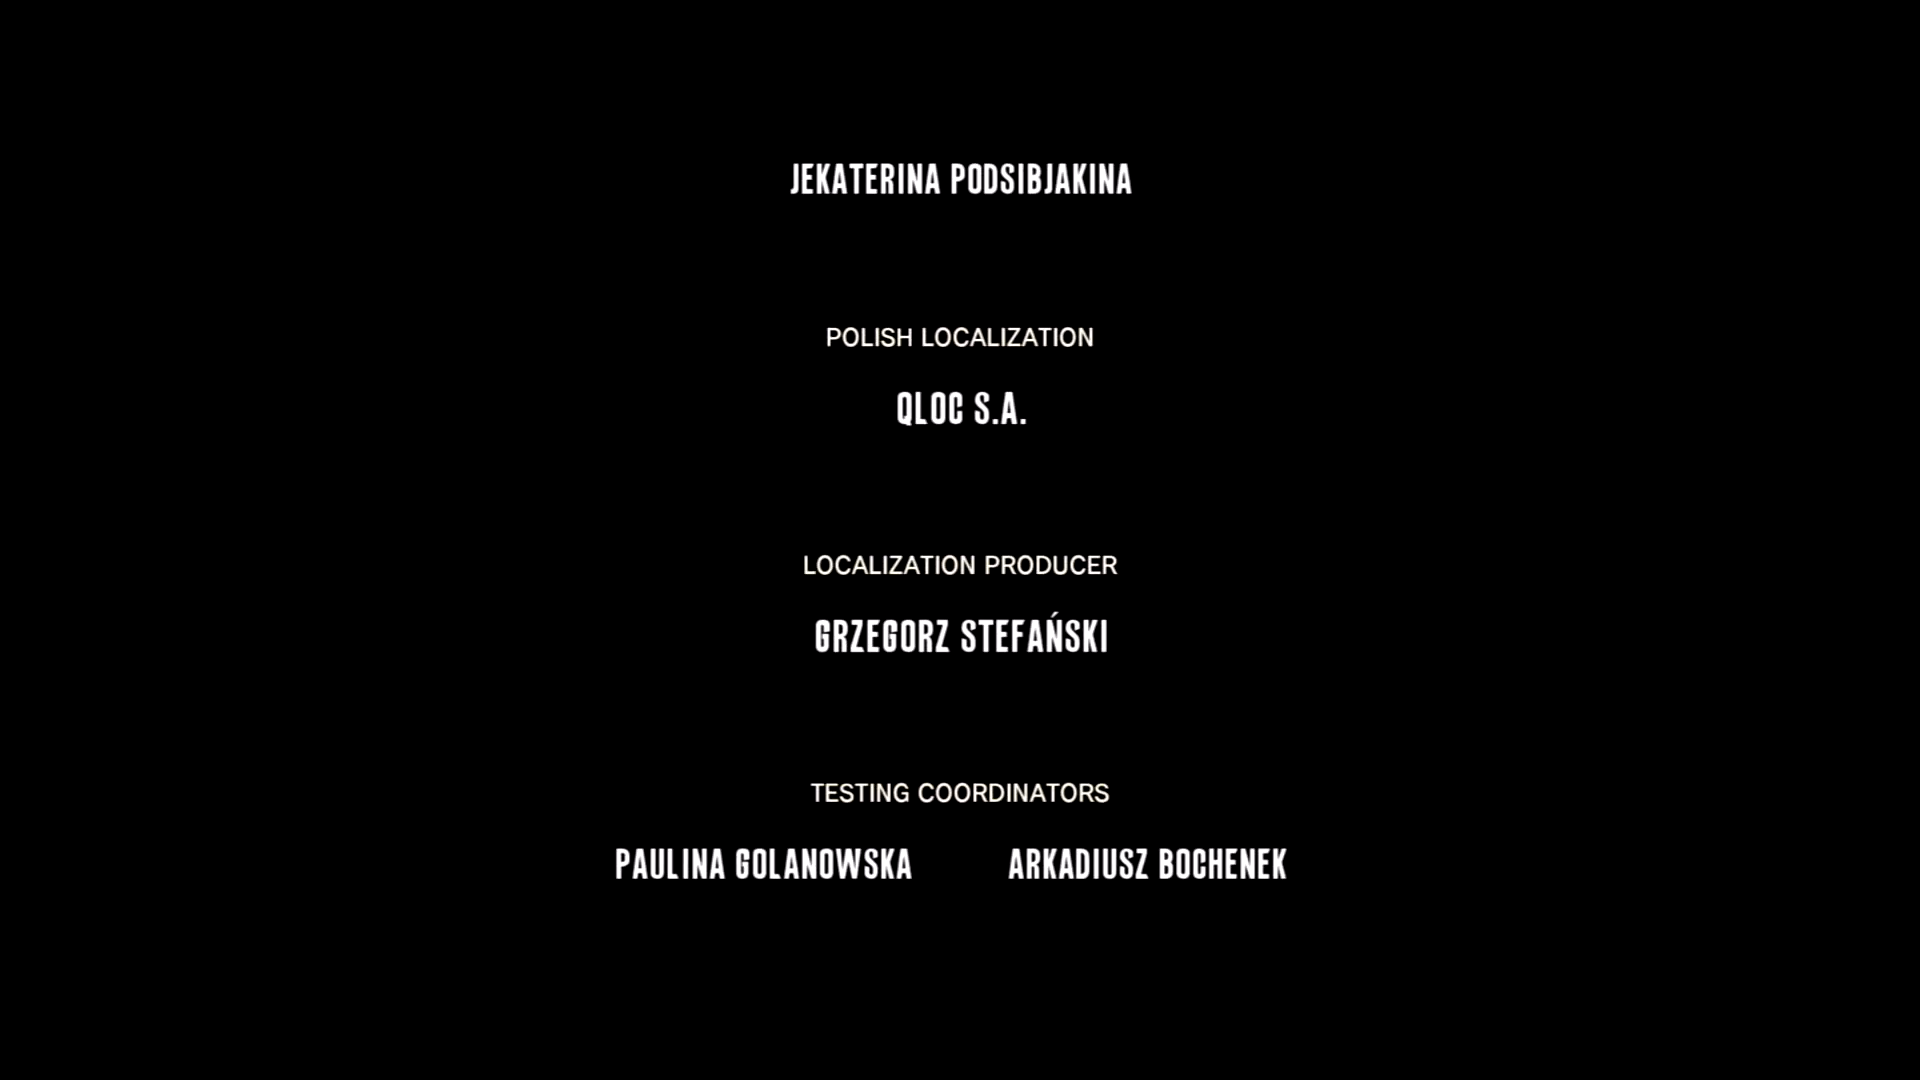 JEKATERINA PODSIBJAKINA
POLISH LOCALIZATION
QLOC S.A.
LOCALIZATION PRODUCER
GRZEGORZ STEFAŃSKI
TESTING COORDINATORS
PAULINA GOLANOWSKA ARKADIUSZ BOCHENEK